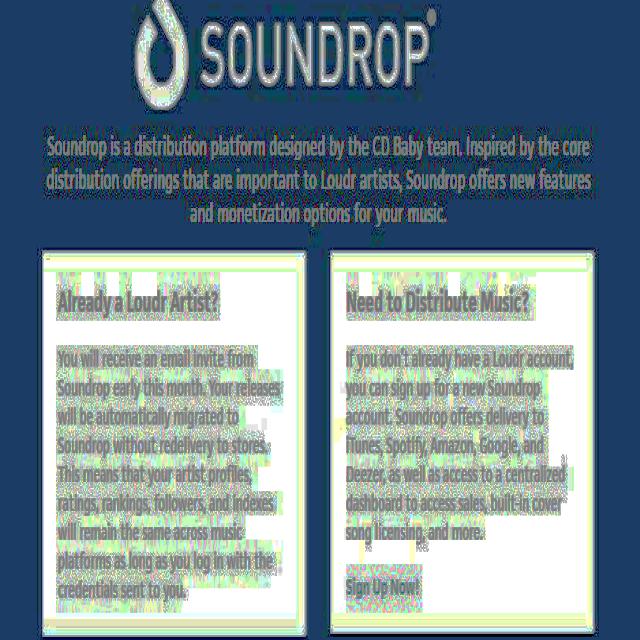 SOUNDROP
Soundrop is a distribution platform designed by the CD Baby team. Inspired by the core
distribution offerings that are important to Loudr artists, Soundrop offers new features
and monetization options for your music.
Already a Loudr Artist?
You will receive an email invite from
Soundrop early this month. Your releases
will be automatically migrated to
Soundrop without redelivery to stores.
This means that your artist profiles,
ratings, rankings, followers, and indexes
will remain the same across music
platforms as long as you log in with the
credentials sent to you.
Need to Distribute Music?
If you don't already have a Loudr account,
you can sign up for a new Soundrop
account. Soundrop offers delivery to
iTunes, Spotify, Amazon, Google, and
Deezer, as well as access to a centralized
dashboard to access sales, built-in cover
song licensing, and more.
Sign Up Now!